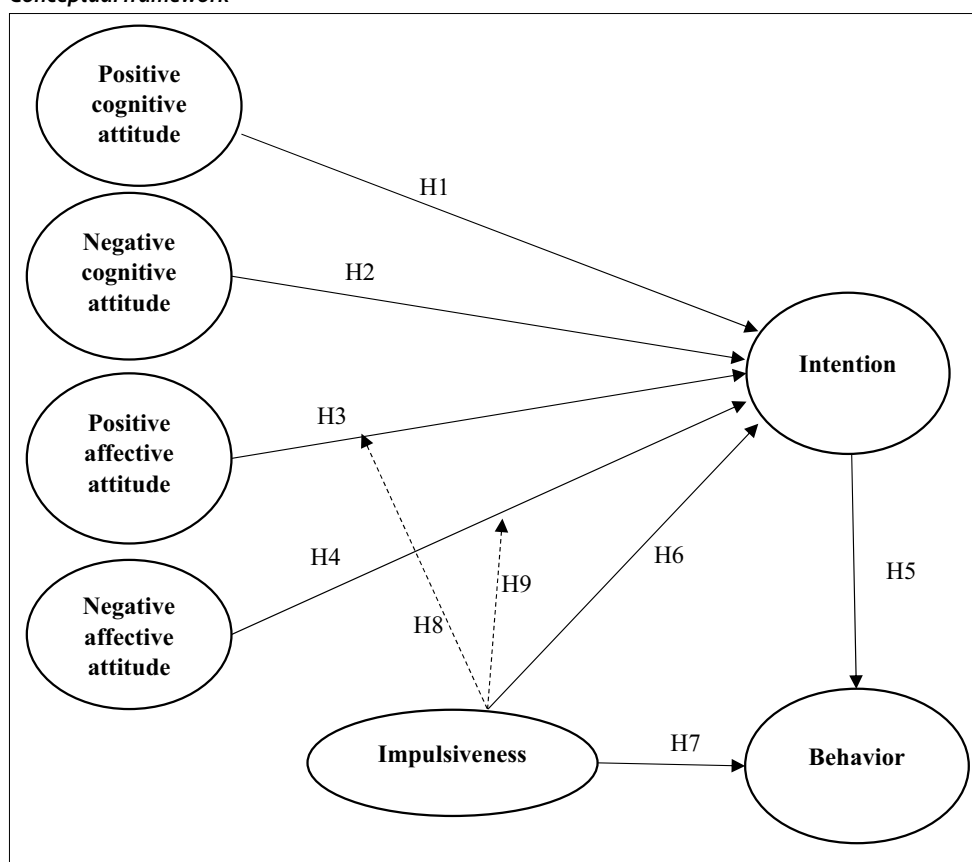 Conceptual framework
Positive
cognitive
attitude
H1
Negative
cognitive
attitude
H2
Intention
Positive
affective
attitude
H3
H4
H9
H6
H5
Negative
affective
attitude
H8
Impulsiveness
H7
Behavior